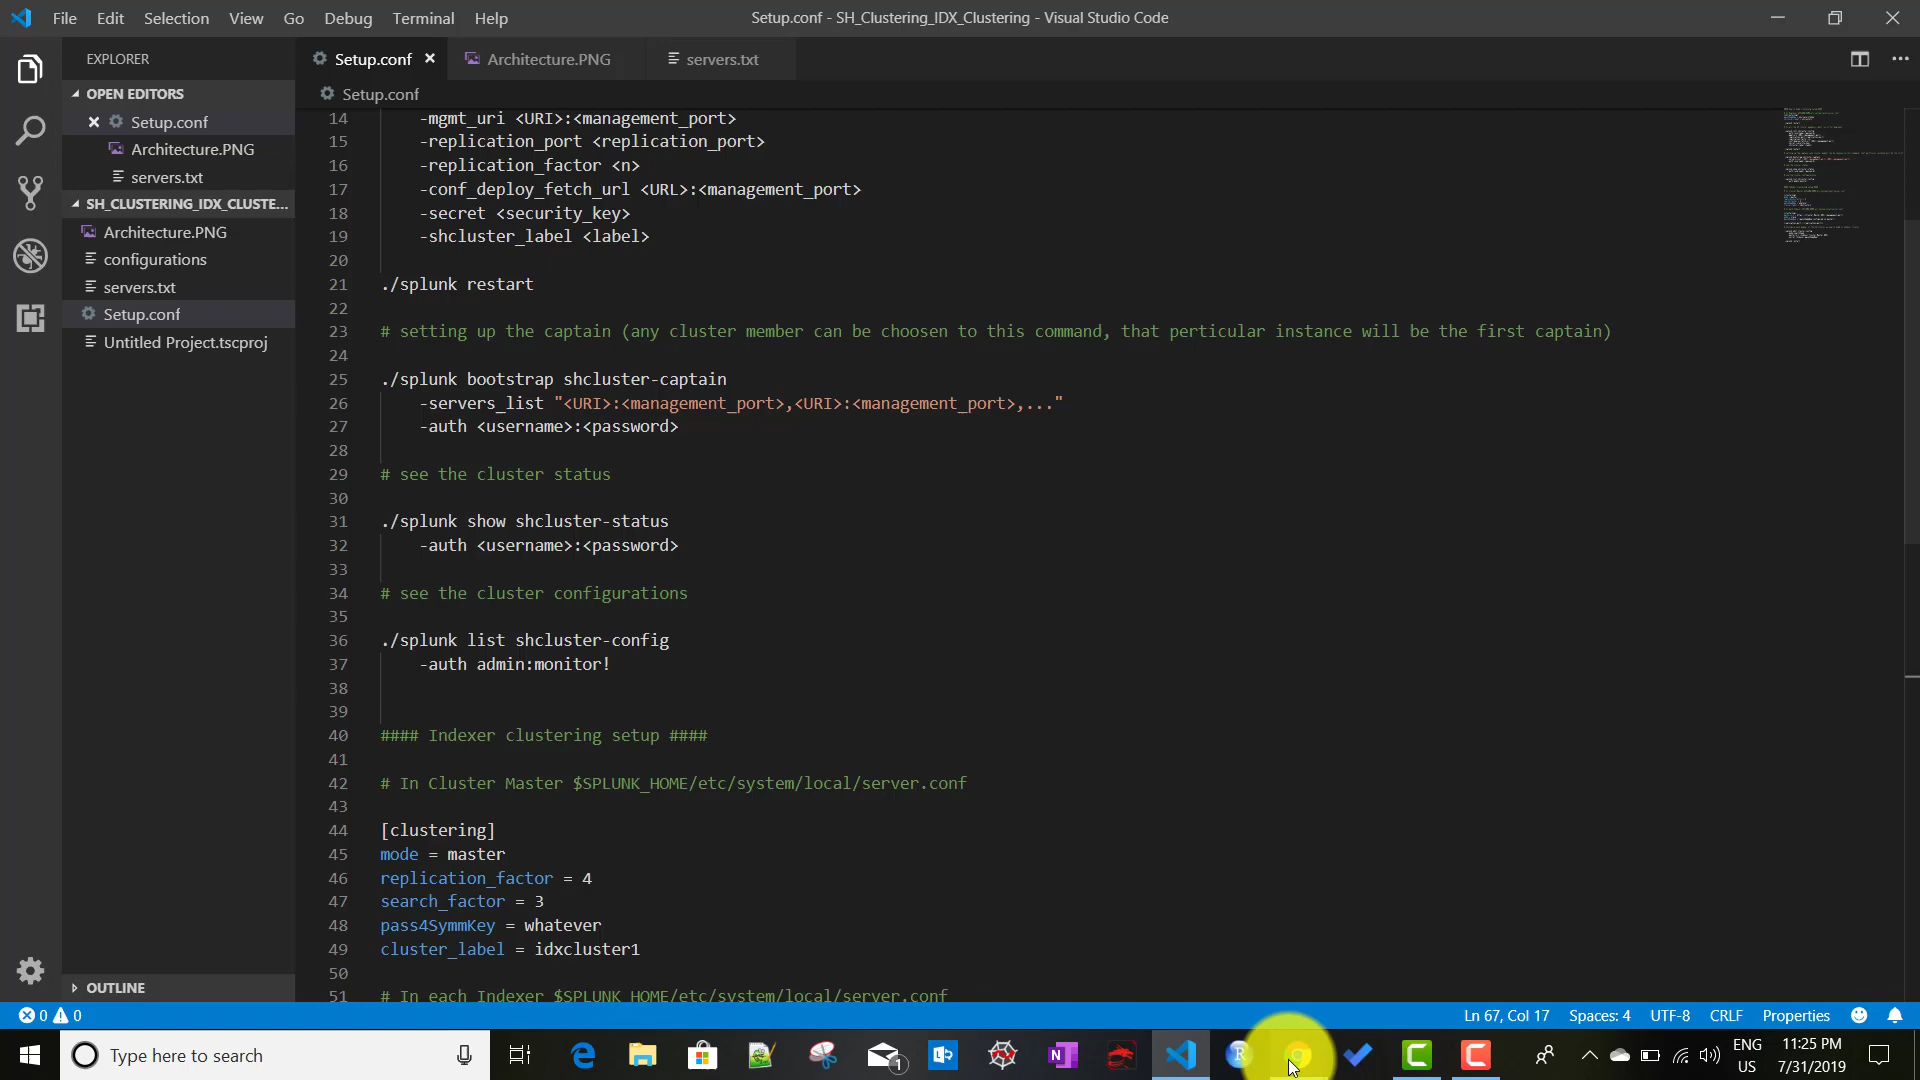 File Edit Selection View Go Debug Terminal Help
Setup.conf - SH_Clustering_IDX_Clustering - Visual Studio Code
EXPLORER
Setup.conf
Architecture.PNG
servers.txt
OPEN EDITORS
Setup.conf
Architecture.PNG
servers.txt
SH_CLUSTERING_IDX_CLUSTE...
Architecture.PNG
configurations
servers.txt
Setup.conf
Untitled Project.tscproj
OUTLINE
Setup.conf
14 -mgmt_uri <URI>:<management_port>
15 -replication_port <replication_port>
16 -replication_factor <n>
17 -conf_deploy_fetch_url <URL>:<management_port>
18 -secret <security_key>
19 -shcluster_label <label>
20
21 ./splunk restart
22
23 # setting up the captain (any cluster member can be choosen to this command, that perticular instance will be the first captain)
24
25 ./splunk bootstrap shcluster-captain
26 -servers_list "<URI>:<management_port>,<URI>:<management_port>,..."
27 -auth <username>:<password>
28
29 # see the cluster status
30
31 ./splunk show shcluster-status
32 -auth <username>:<password>
33
34 # see the cluster configurations
35
36 ./splunk list shcluster-config
37 -auth admin:monitor!
38
39
40 #### Indexer clustering setup ####
41
42 # In Cluster Master $SPLUNK_HOME/etc/system/local/server.conf
43
44 [clustering]
45 mode = master
46 replication_factor = 4
47 search_factor = 3
48 pass4SymmKey = whatever
49 cluster_label = idxcluster1
50
51 # In each Indexer $SPLUNK_HOME/etc/system/local/server.conf
0 0
Ln 67, Col 17 Spaces: 4 UTF-8 CRLF Properties
Type here to search
1
R
ENG
US
11:25 PM
7/31/2019